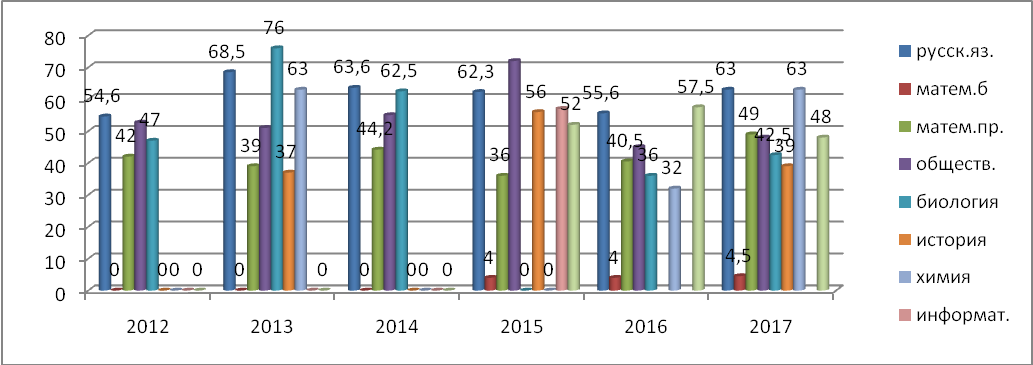 80
70
60
50
40
30
20
10
0
54,6 0 42 47 0 0 0
68,5 0 39 76 37 63 0
63,6 0 44,2 62,5 0 0 0
62,3 4 36 0 56 0 52
55,6 4 40,5 36 32 57,5
63 4,5 49 42,5 39 63 48
2012 2013 2014 2015 2016 2017
русск.яз.
матем.б
матем.пр.
обществ.
биология
история
химия
информат.